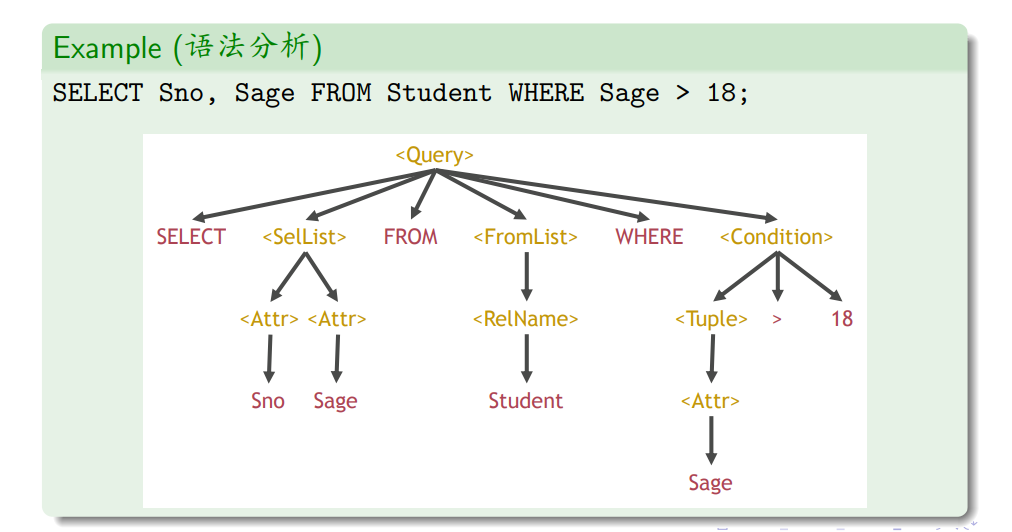 Example (语法分析)
SELECT Sno, Sage FROM Student WHERE Sage > 18;
<Query>
SELECT <SelList> FROM <FromList> WHERE <Condition>
<Attr> <Attr> <RelName> <Tuple> > 18
Sno Sage Student <Attr>
Sage